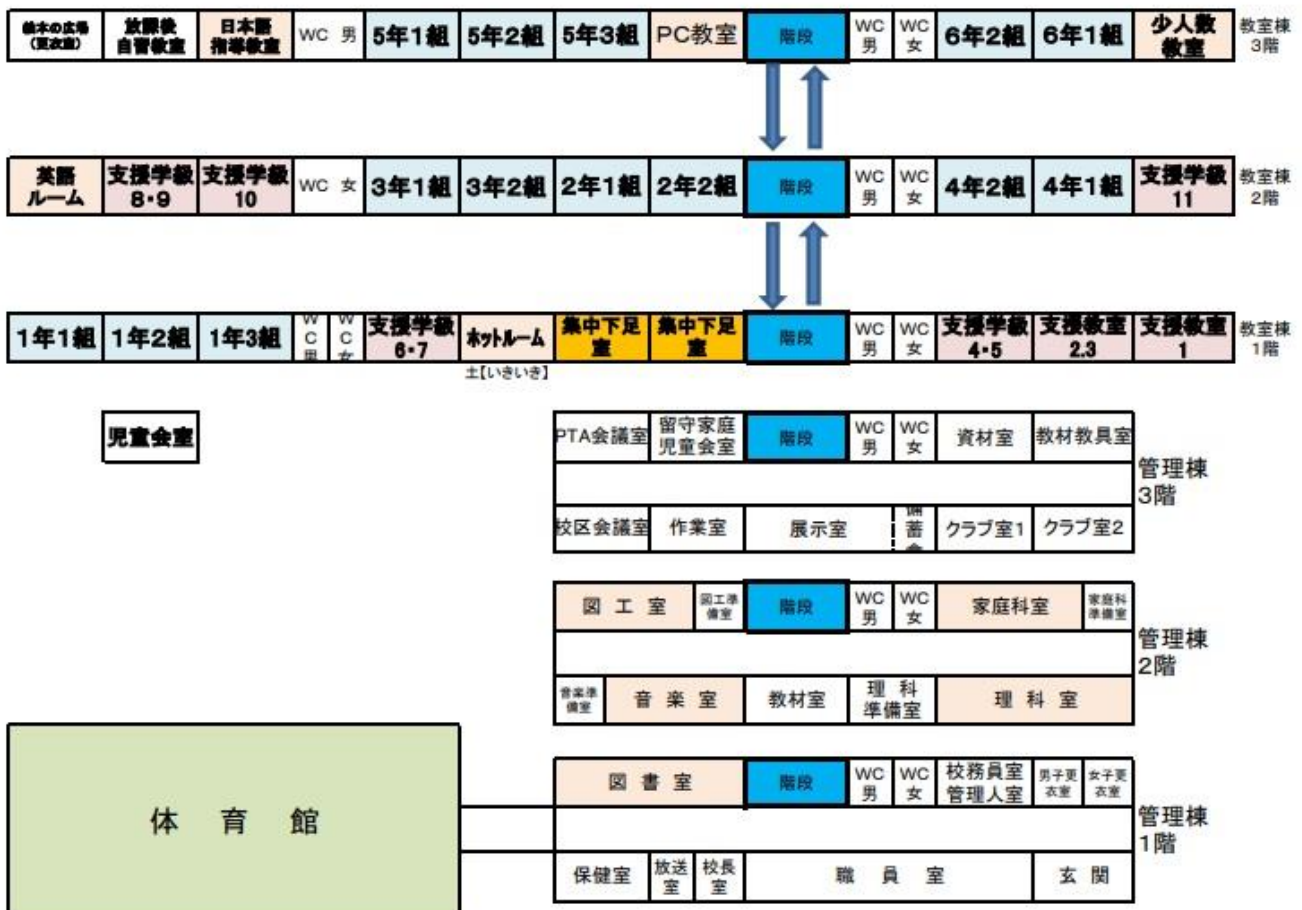 絵本の広場
(更衣室)
放課後
自習教室
日本語
指導教室
WC 男
5年1組
5年2組
5年3組
PC教室
階段
WC
男
WC
女
6年2組
6年1組
少人数
教室
教室棟
3階
英語
ルーム
支援学級
8・9
支援学級
10
WC 女
3年1組
3年2組
2年1組
2年2組
階段
WC
男
WC
女
4年2組
4年1組
支援学級
11
教室棟
2階
1年1組
1年2組
1年3組
WC男
WC女
支援学級
6・7
ホットルーム
集中下足
室
集中下足
室
階段
WC
男
WC
女
支援学級
4・5
支援教室
2.3
支援教室
1
教室棟
1階
土【いきいき】
児童会室
PTA会議室
留守家庭
児童会室
階段
WC
男
WC
女
資材室
教材教具室
管理棟
3階
校区会議室
作業室
展示室
備蓄倉
クラブ室1
クラブ室2
図 工 室
図工準
備室
階段
WC
男
WC
女
家庭科室
家庭科
準備室
管理棟
2階
音楽準
備室
音 楽 室
教材室
理 科
準備室
理 科 室
図 書 室
階段
WC
男
WC
女
校務員室
管理人室
男子更
衣室
女子更
衣室
管理棟
1階
体 育 館
保健室
放送
室
校長
室
職 員 室
玄 関